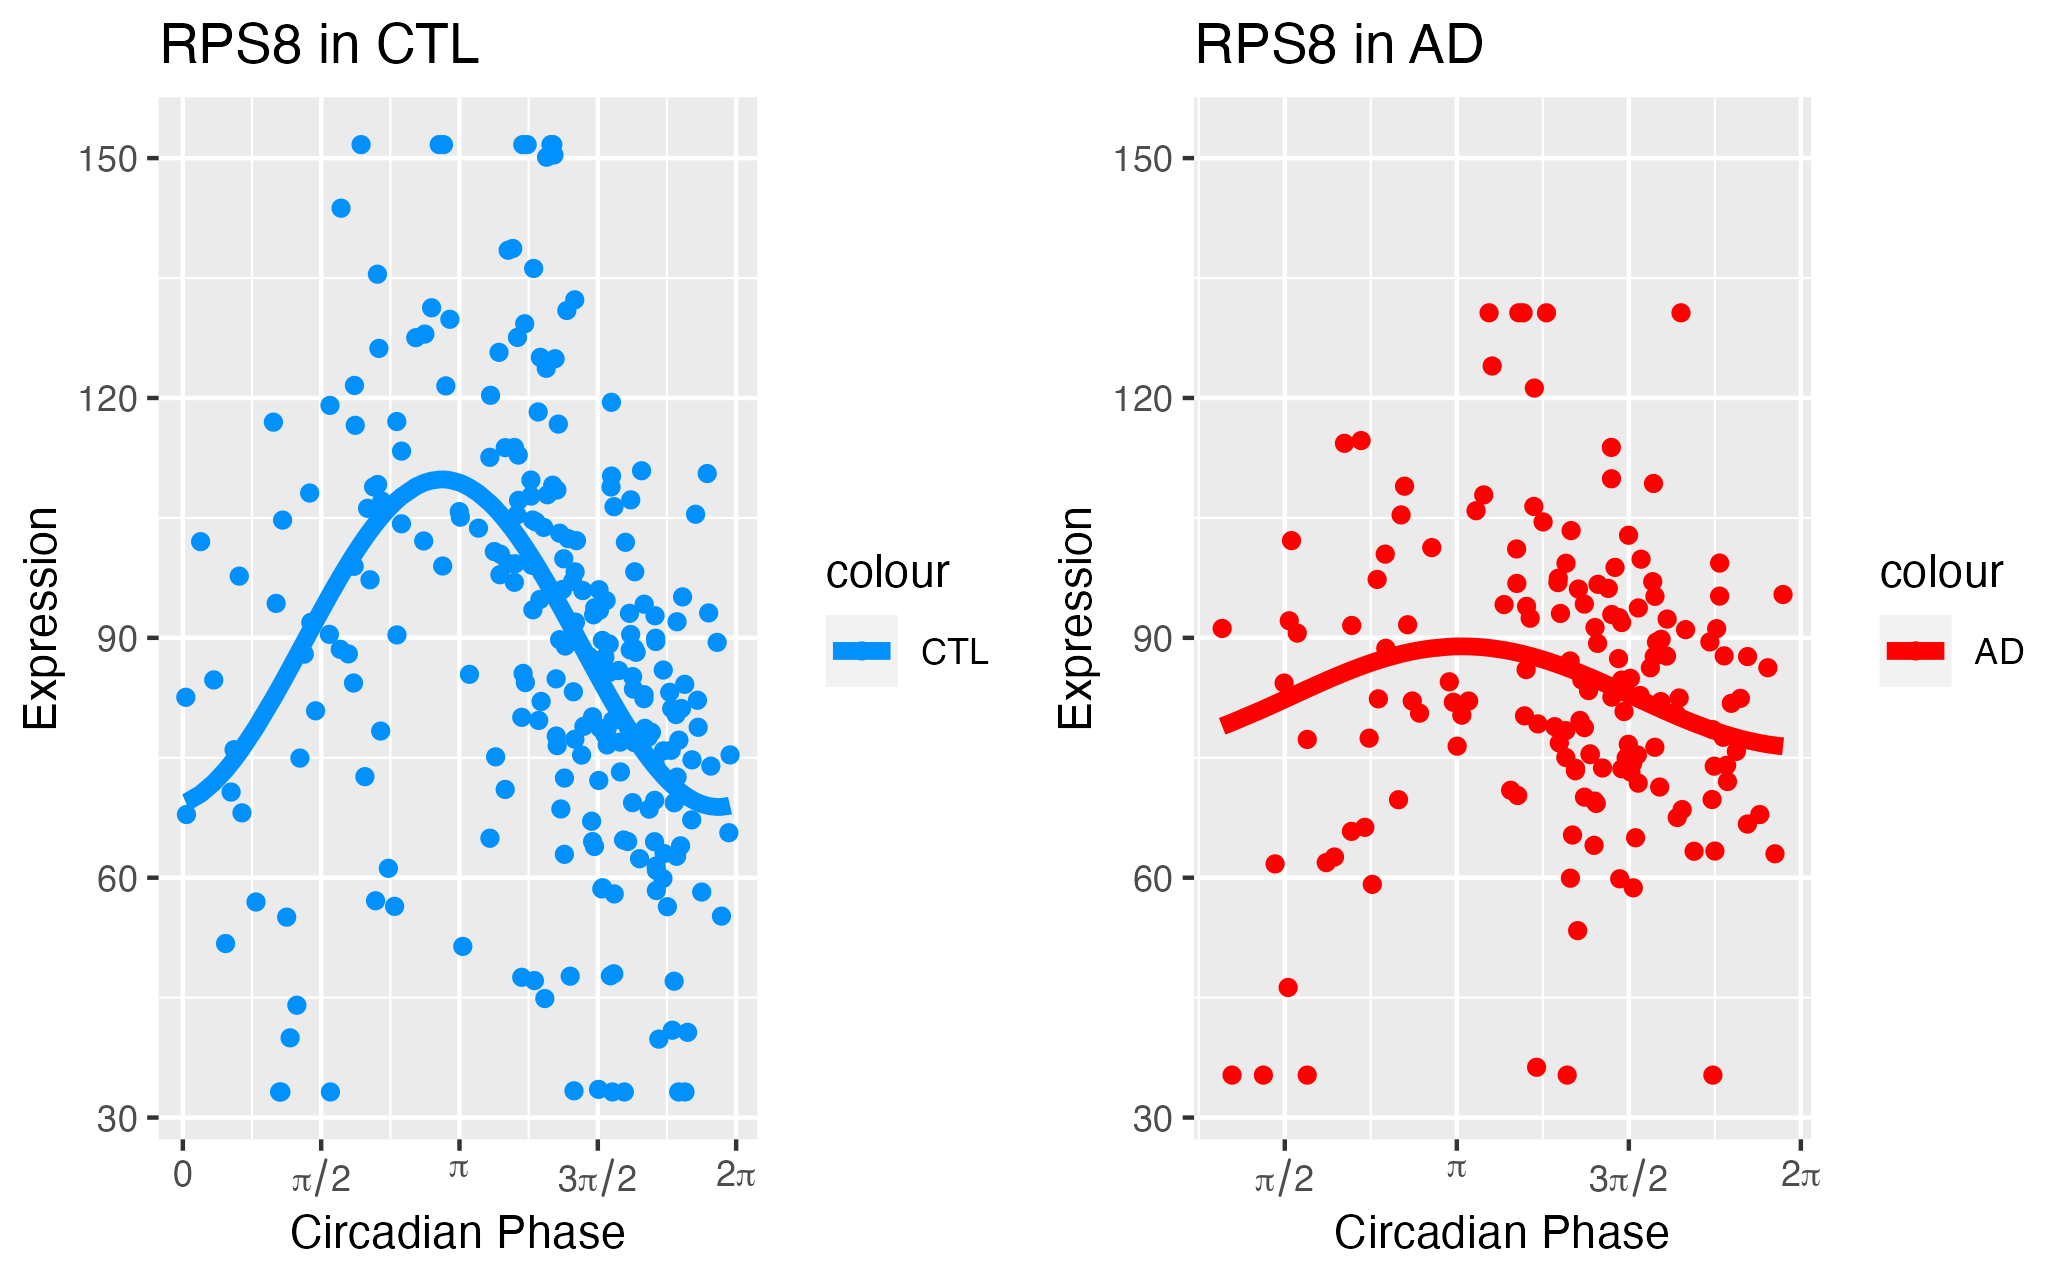 RPS8 in CTL
150
120
90
60
30
Expression
0
π/2
π
3π/2
2π
Circadian Phase
colour
CTL
RPS8 in AD
150
120
90
60
30
Expression
π/2
π
3π/2
2π
Circadian Phase
colour
AD